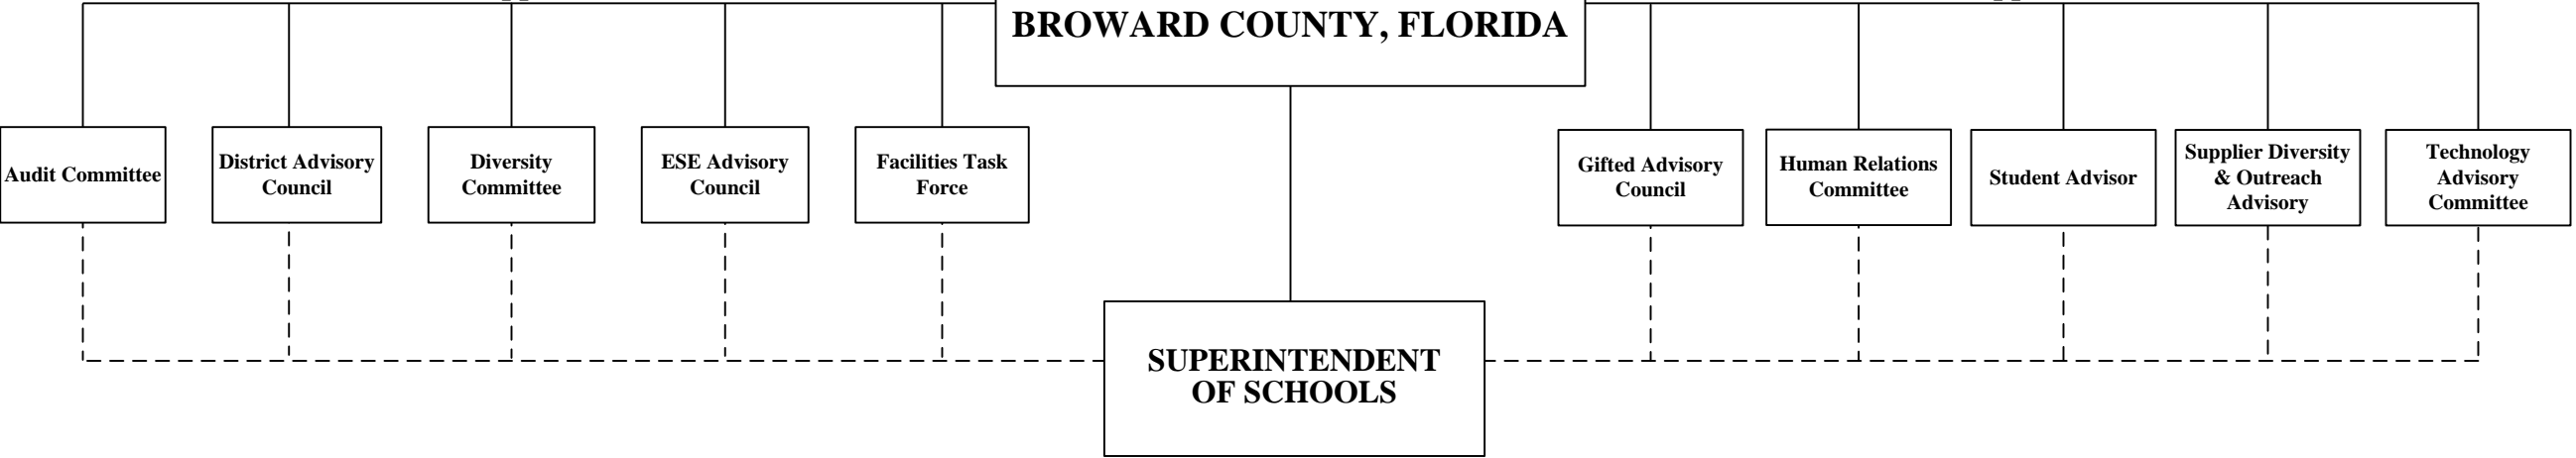 BROWARD COUNTY, FLORIDA
Audit Committee
District Advisory
Council
Diversity
Committee
ESE Advisory
Council
Facilities Task
Force
Gifted Advisory
Council
Human Relations
Committee
Student Advisor
Supplier Diversity
& Outreach
Advisory
Technology
Advisory
Committee
SUPERINTENDENT
OF SCHOOLS